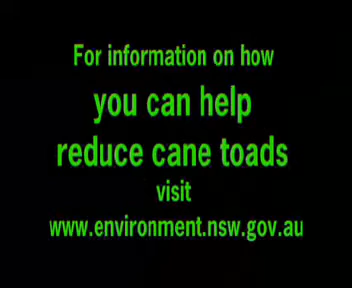 For information on how
you can help
reduce cane toads
visit
www.environment.nsw.gov.au